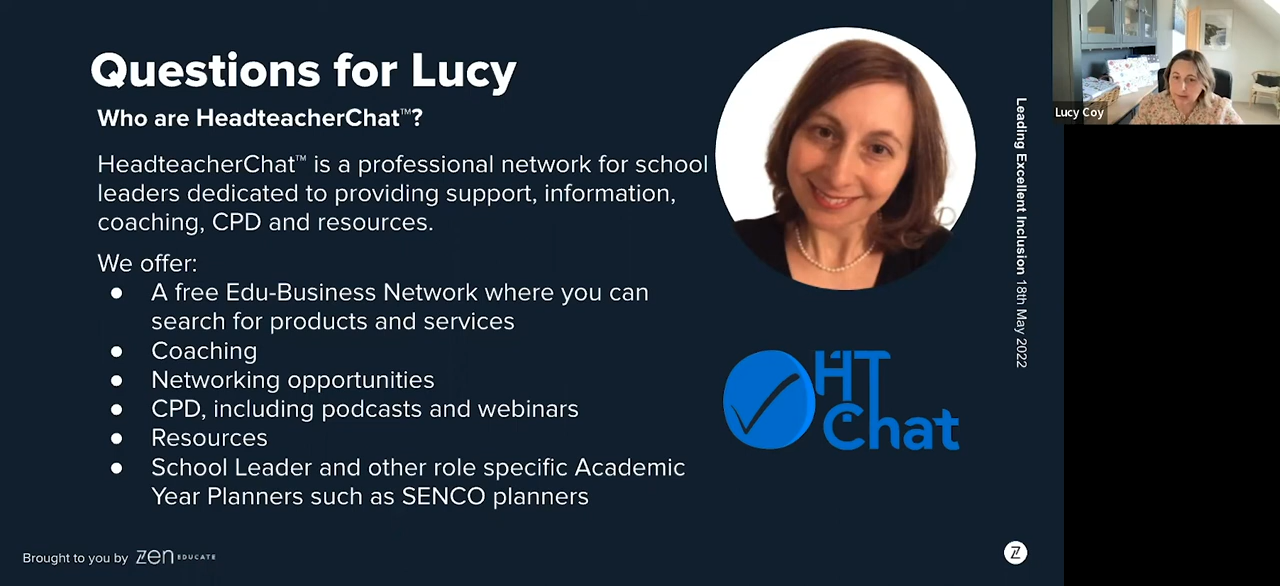 Questions for Lucy
Who are HeadteacherChat™?
HeadteacherChat™ is a professional network for school
leaders dedicated to providing support, information,
coaching, CPD and resources.
We offer:
● A free Edu-Business Network where you can
search for products and services
● Coaching
● Networking opportunities
● CPD, including podcasts and webinars
● Resources
● School Leader and other role specific Academic
Year Planners such as SENCO planners
HT
Chat
Leading Excellent Inclusion 18th May 2022
Lucy Coy
Brought to you by zen EDUCATE
Z